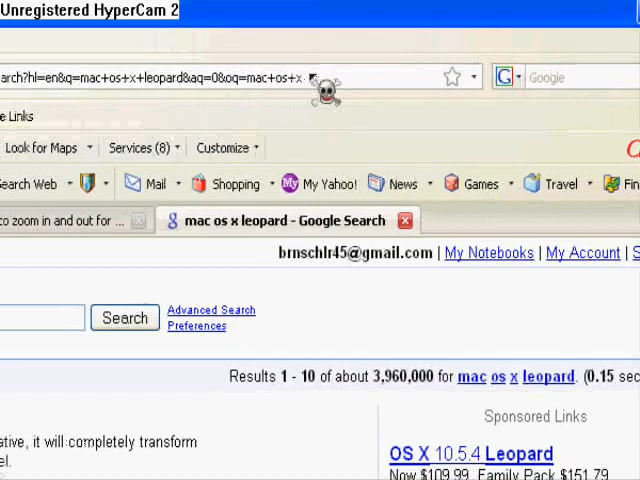 Unregistered HyperCam 2
arch?hl=en&q=mac+os+x+leopard&aq=0&oq=mac+os+x
Google
e Links
Look for Maps Services (8) Customize
earch Web Mail Shopping My Yahoo! News Games Travel Fin
to zoom in and out for ... mac os x leopard - Google Search
brnschlr45@gmail.com | My Notebooks | My Account | S
Search
Advanced Search
Preferences
Results 1 - 10 of about 3,960,000 for mac os x leopard. (0.15 sec
Sponsored Links
ative, it will completely transform
el.
OS X 10.5.4 Leopard
Now $109.99, Family Pack $151.79